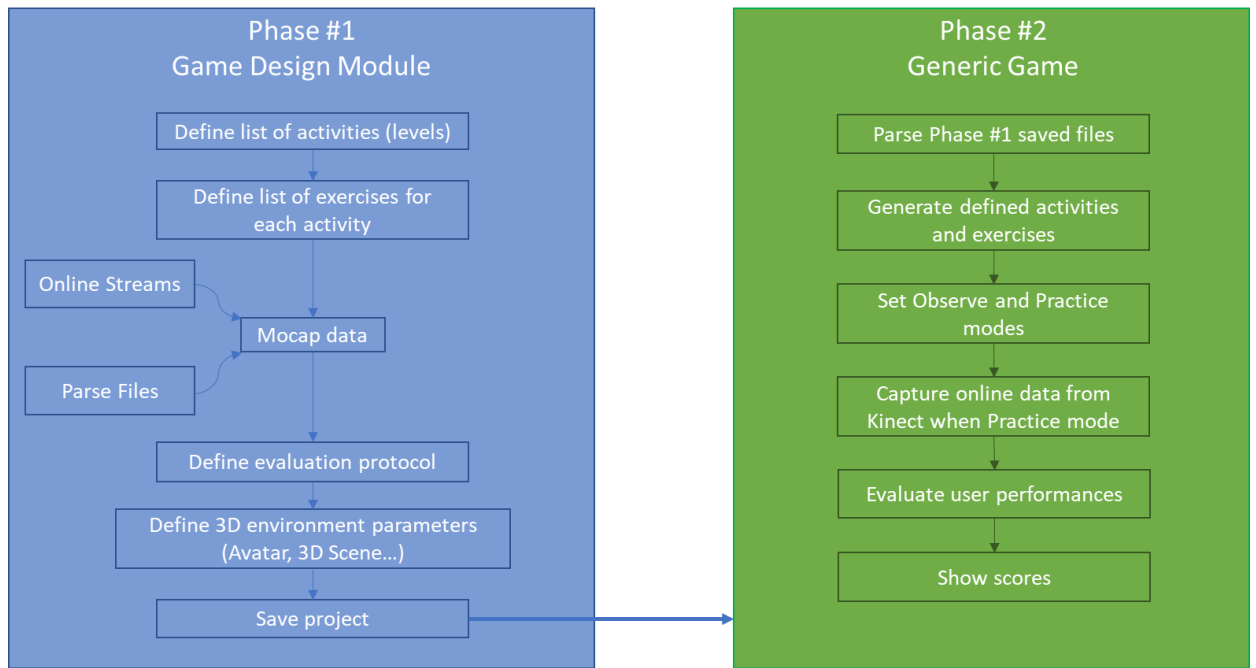 Phase #1
Game Design Module
Define list of activities (levels)
Define list of exercises for
each activity
Online Streams
Mocap data
Parse Files
Define evaluation protocol
Define 3D environment parameters
(Avatar, 3D Scene...)
Save project
Phase #2
Generic Game
Parse Phase #1 saved files
Generate defined activities
and exercises
Set Observe and Practice
modes
Capture online data from
Kinect when Practice mode
Evaluate user performances
Show scores